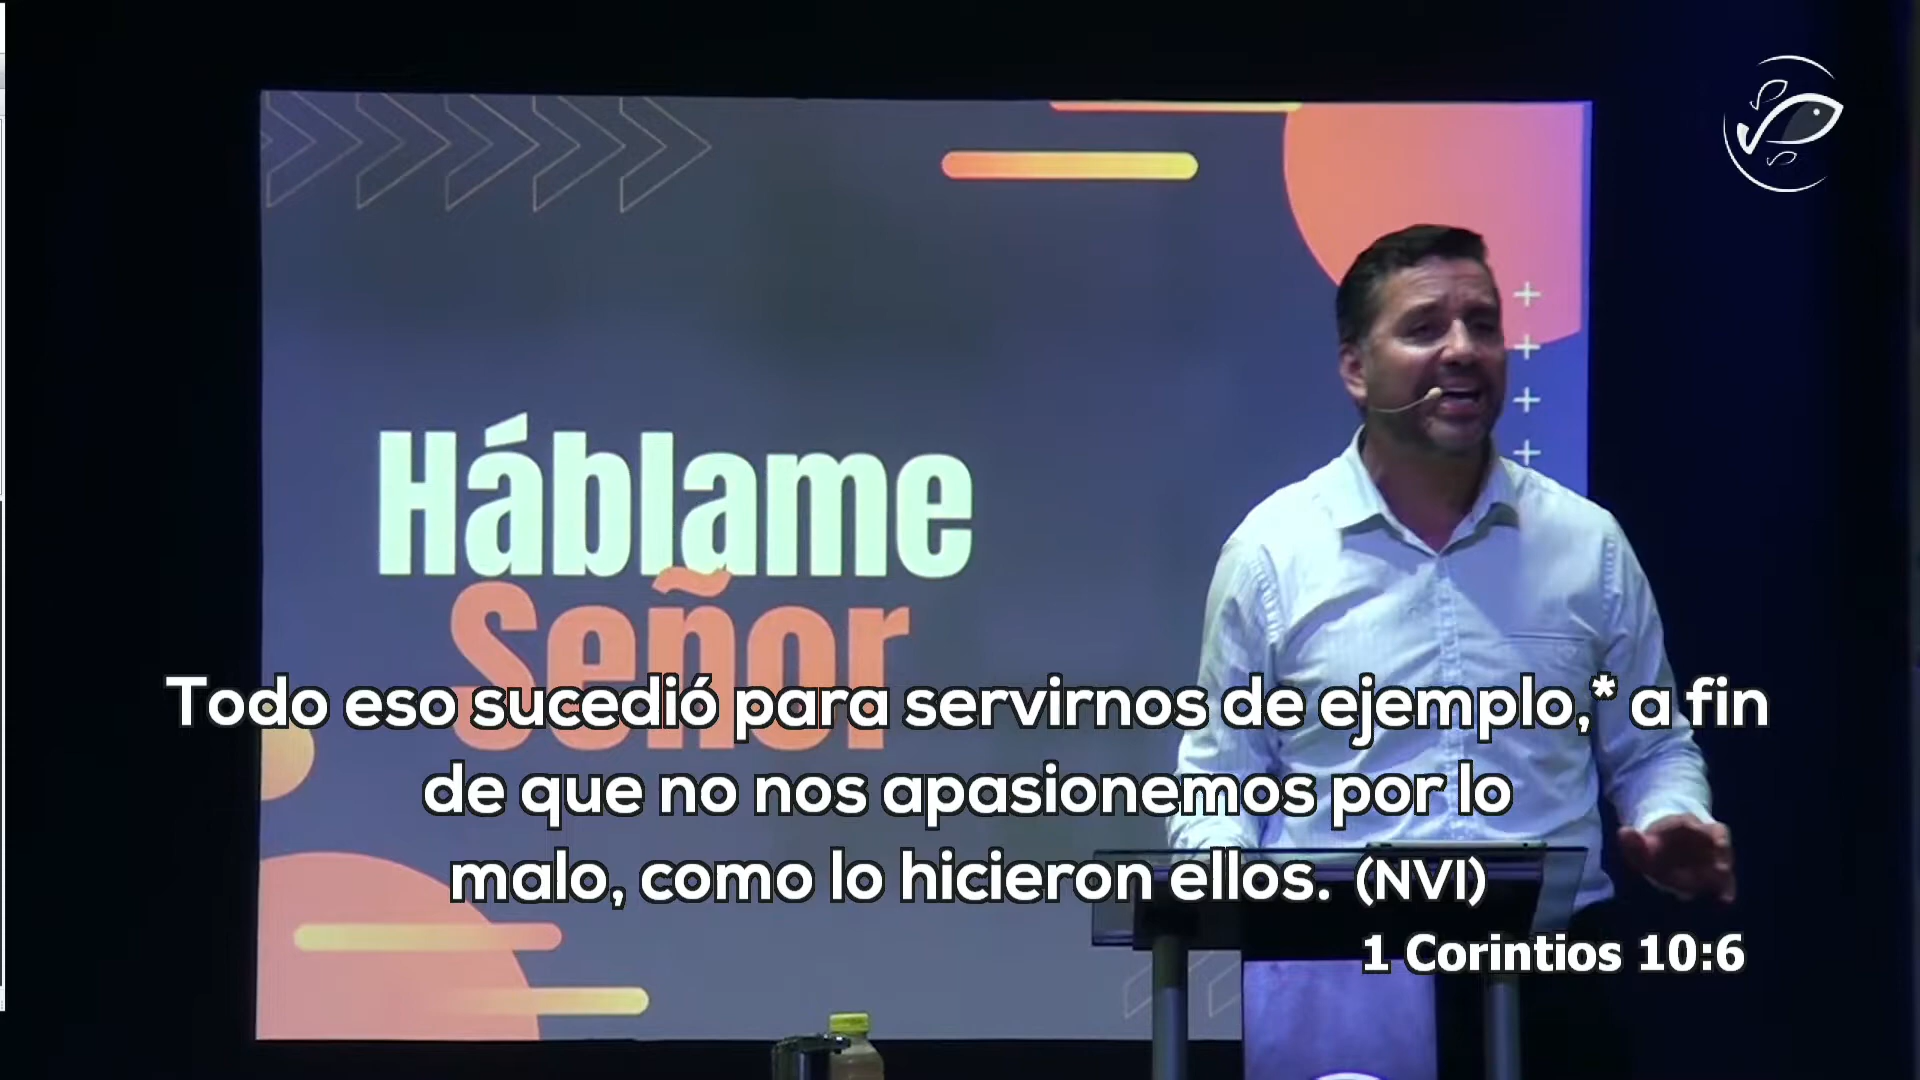 Háblame
Señor
Todo eso sucedió para servirnos de ejemplo,* a fin
de que no nos apasionemos por lo
malo, como lo hicieron ellos. (NVI)
1 Corintios 10:6